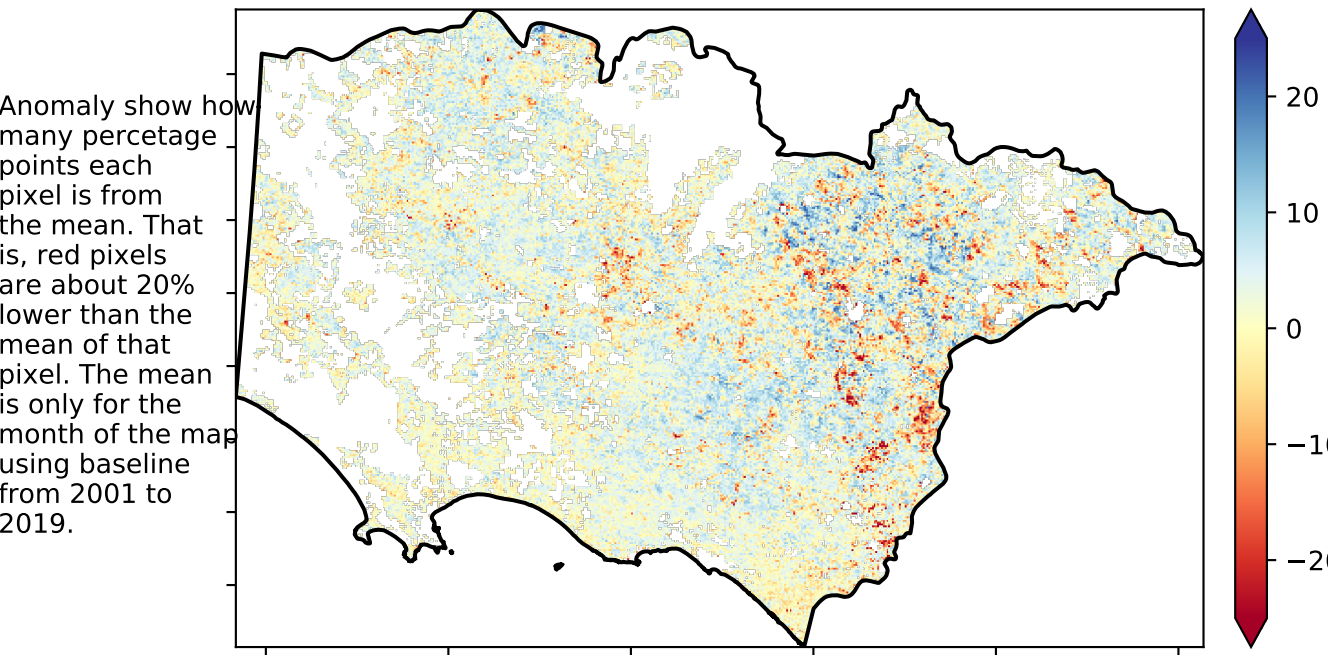 Anomaly show how
many percetage
points each
pixel is from
the mean. That
is, red pixels
are about 20%
lower than the
mean of that
pixel. The mean
is only for the
month of the map
using baseline
from 2001 to
2019.
20
10
0
−10
−20